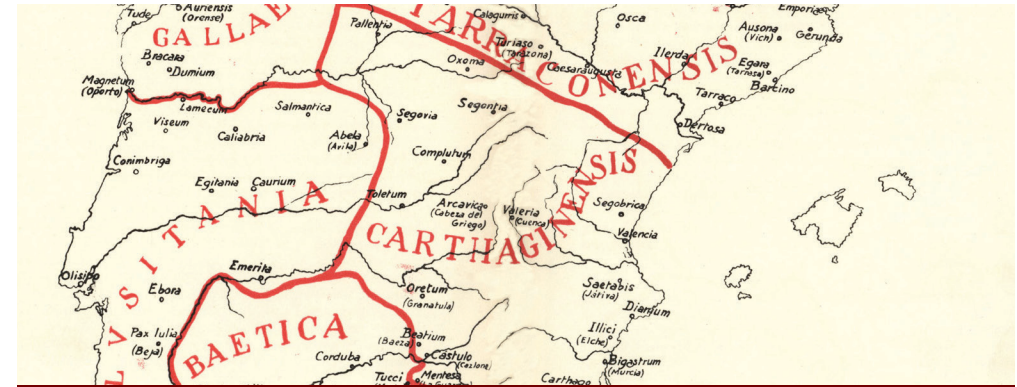 Tude
Auriensis
(Orense)
GALLAE
Bracara
Dumium
Magnetum
(Oporto)
Lamecum
Viseum
Caliabria
Salmantica
Conimbriga
Egitania
Caurium
Abela
(Avila)
LVSITANIA
Olisipo
Ebora
Emerita
Pax Iulia
(Beja)
BAETICA
Corduba
Tucci
Pallentia
Calagurris
Osca
TARRACONENSIS
Tariaso
(Tarazona)
Oxoma
Caesaraugusta
Ilerda
Ausona
(Vich)
Emporiae
Gerunda
Egara
(Tarrasa)
Barcino
Tarraco
Dertosa
Segontia
Segovia
Complutum
Toletum
Arcavica
(Cabeza del
Griego)
Valeria
(Cuenca)
Segobrica
Valencia
CARTHAGINENSIS
Oretum
(Granatula)
Saetabis
(Jativa)
Dianium
Illici
(Elche)
Beatium
(Baeza)
Castulo
(Cazlona)
Mentesa
Bigastrum
(Murcia)
Carthago